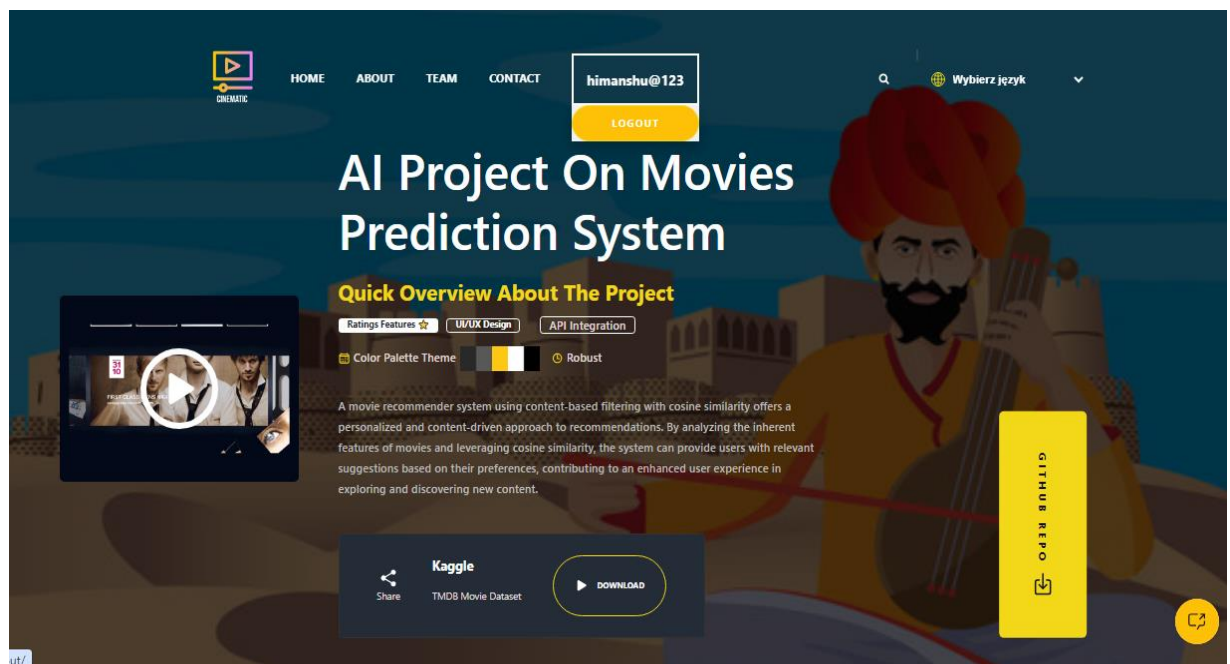 CINEMATIC
HOME
ABOUT
TEAM
CONTACT
himanshu@123
LOGOUT
Wybierz język
AI Project On Movies
Prediction System
Quick Overview About The Project
Ratings Features
UI/UX Design
API Integration
Color Palette Theme
Robust
31
10
A movie recommender system using content-based filtering with cosine similarity offers a
personalized and content-driven approach to recommendations. By analyzing the inherent
features of movies and leveraging cosine similarity, the system can provide users with relevant
suggestions based on their preferences, contributing to an enhanced user experience in
exploring and discovering new content.
GITHUB REPO
Share
Kaggle
TMDB Movie Dataset
DOWNLOAD
ut/